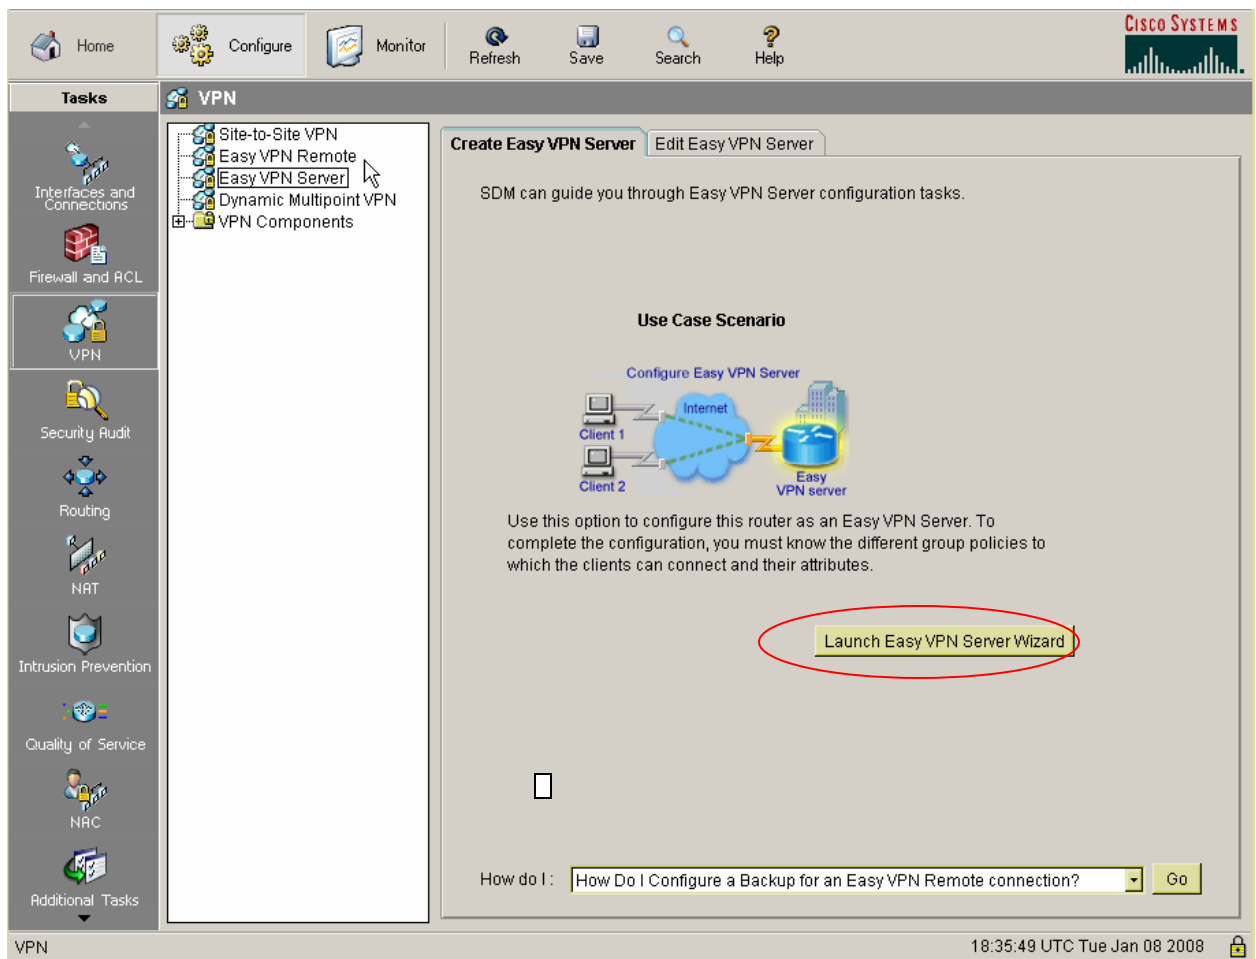 Home
Configure
Monitor
Refresh
Save
Search
Help
CISCO SYSTEMS
Tasks
VPN
Interfaces and
Connections
Firewall and ACL
VPN
Security Audit
Routing
NAT
Intrusion Prevention
Quality of Service
NAC
Additional Tasks
Site-to-Site VPN
Easy VPN Remote
Easy VPN Server
Dynamic Multipoint VPN
VPN Components
Create Easy VPN Server
Edit Easy VPN Server
SDM can guide you through Easy VPN Server configuration tasks.
Use Case Scenario
Configure Easy VPN Server
Internet
Client 1
Client 2
Easy
VPN server
Use this option to configure this router as an Easy VPN Server. To
complete the configuration, you must know the different group policies to
which the clients can connect and their attributes.
Launch Easy VPN Server Wizard
How do I :
How Do I Configure a Backup for an Easy VPN Remote connection?
Go
VPN
18:35:49 UTC Tue Jan 08 2008